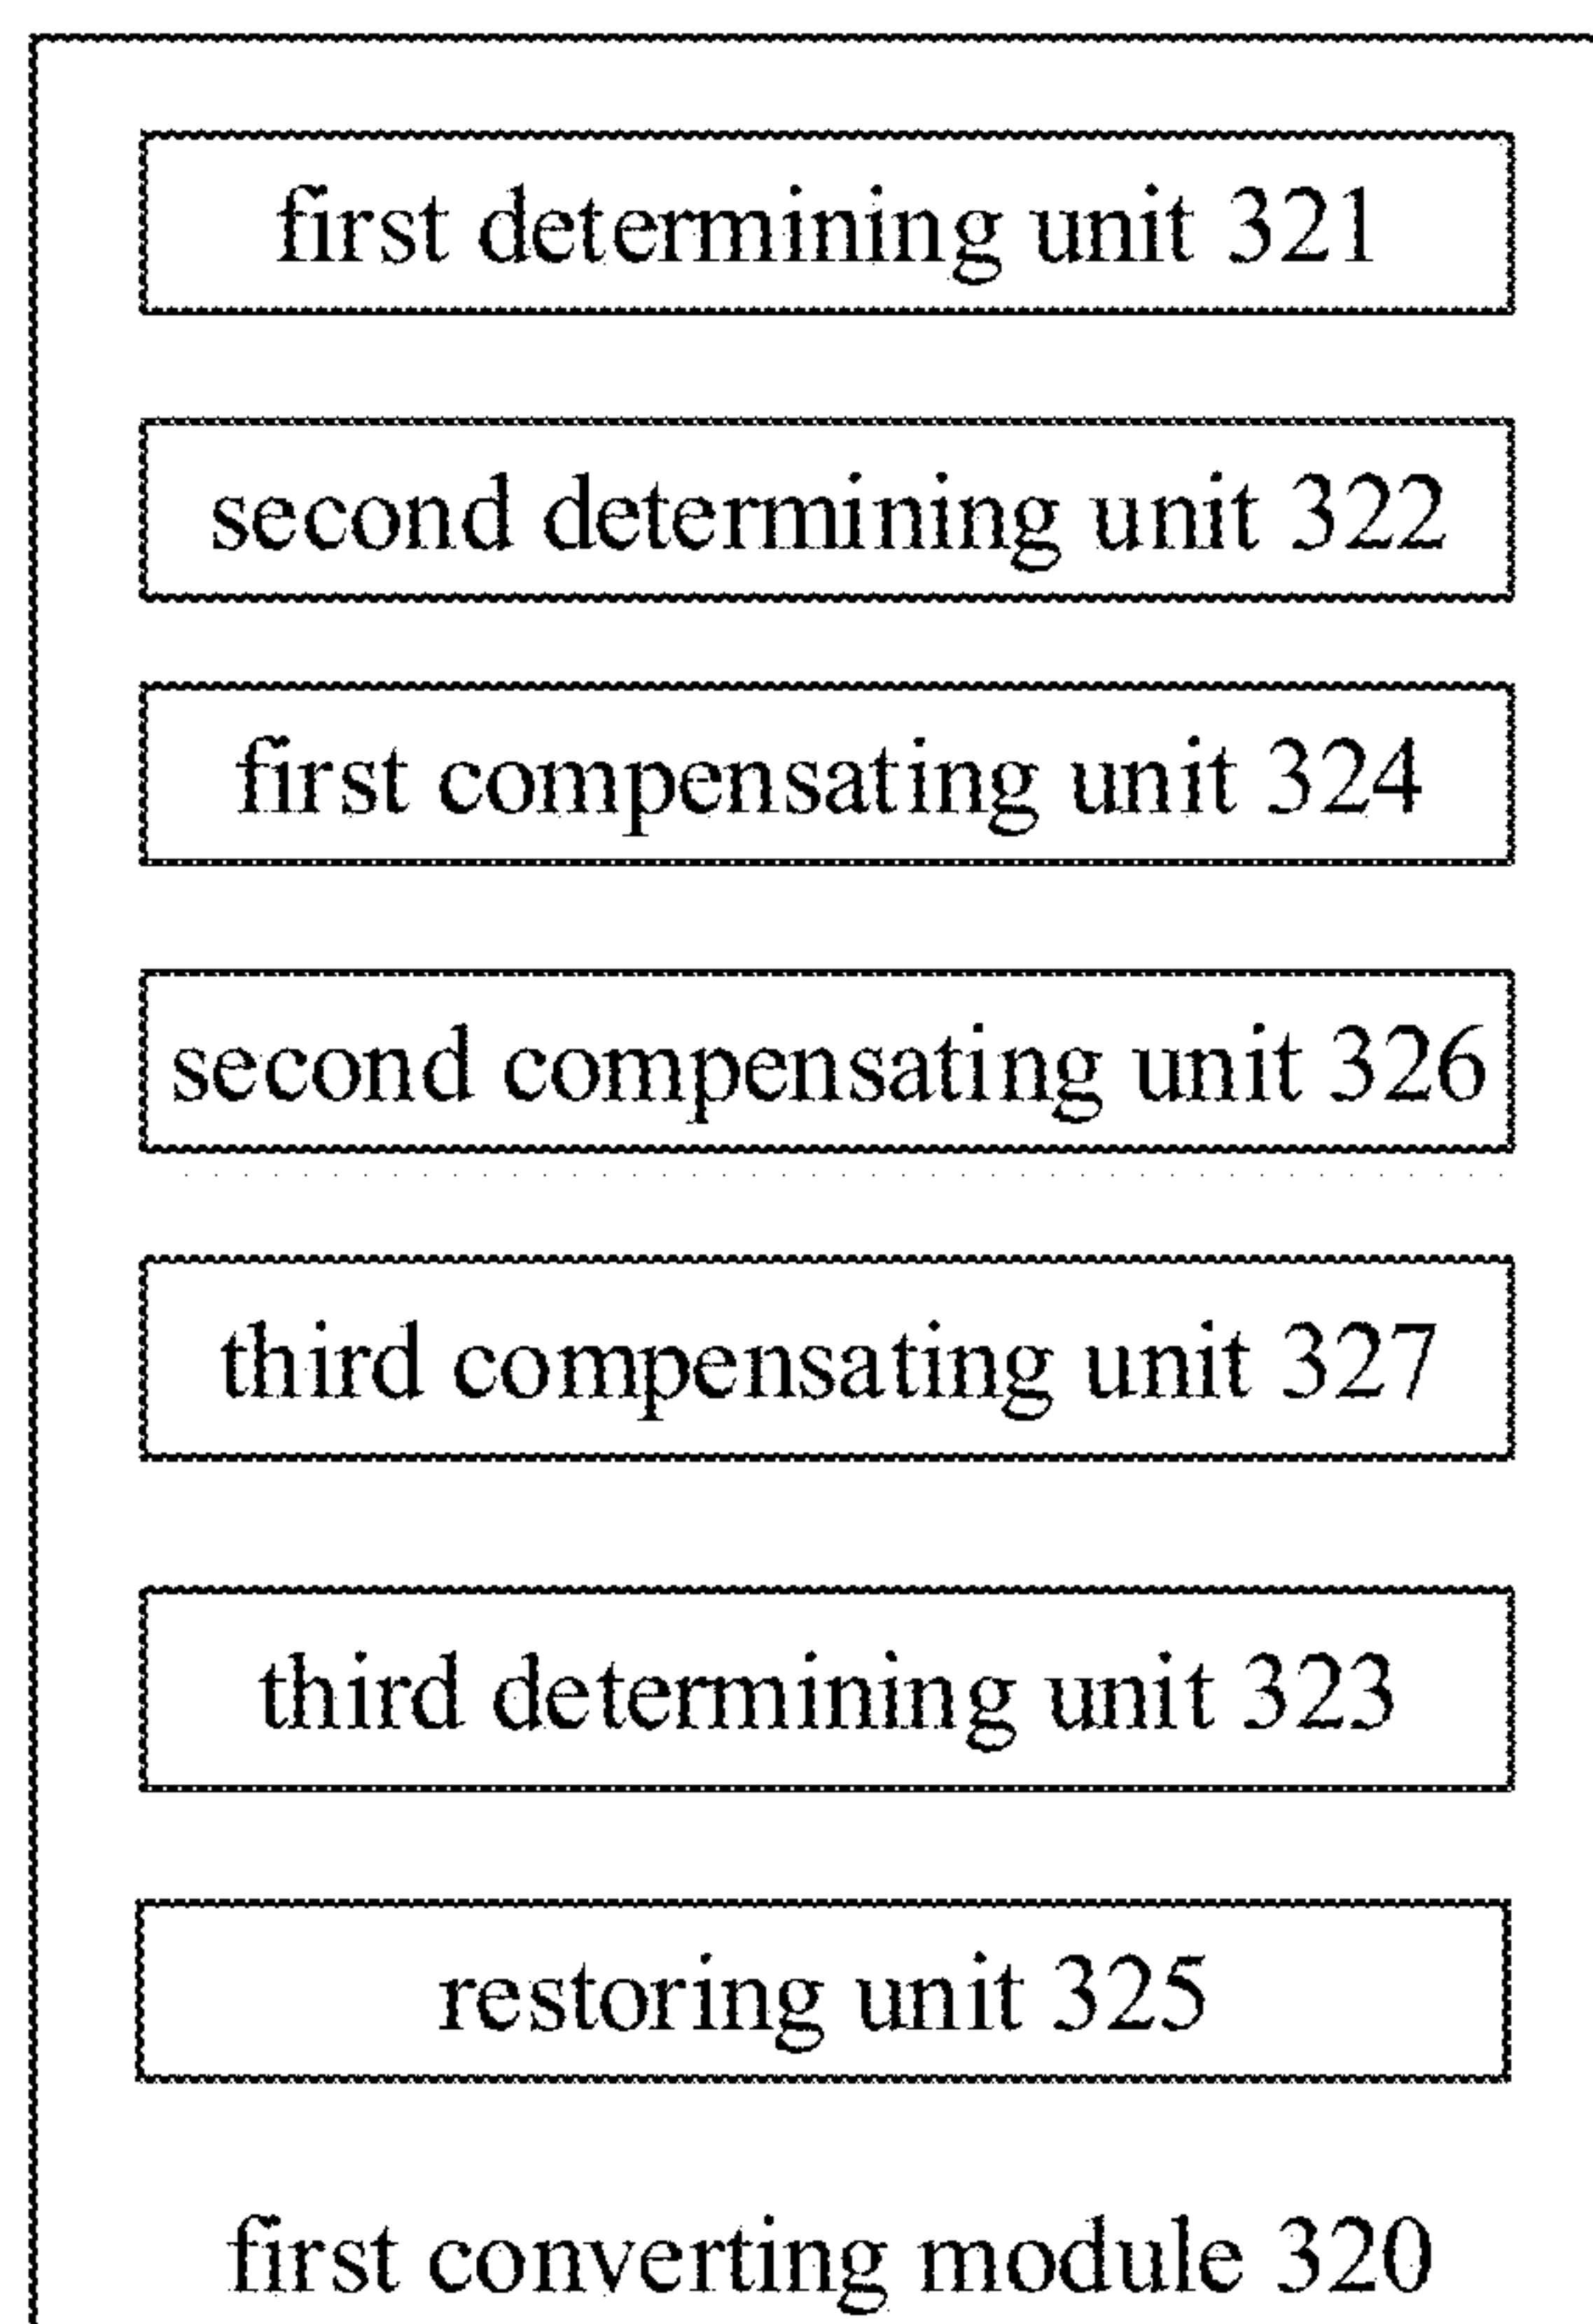 first determining unit 321
second determining unit 322
first compensating unit 324
second compensating unit 326
third compensating unit 327
third determining unit 323
restoring unit 325
first converting module 320